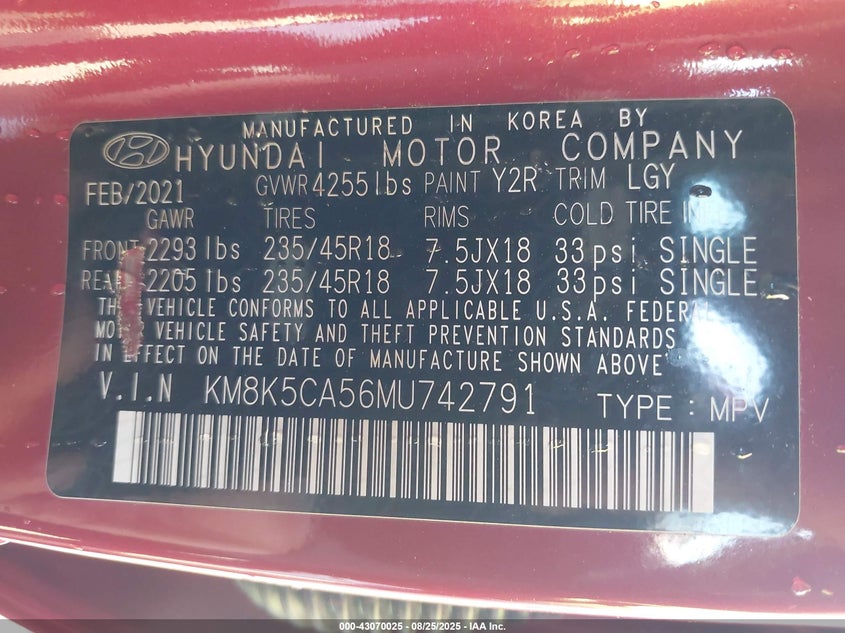 MANUFACTURED IN KOREA BY
HYUNDAI MOTOR COMPANY
FEB/2021 GVWR 4255 lbs PAINT Y2R TRIM LGY
GAWR TIRES RIMS COLD TIRE
FRONT 2293 lbs 235/45R18 7.5JX18 33psi SINGLE
REAR 2205 lbs 235/45R18 7.5JX18 33psi SINGLE
VEHICLE CONFORMS TO ALL APPLICABLE U.S.A. FEDERAL
MOTOR VEHICLE SAFETY AND THEFT PREVENTION STANDARDS
IN EFFECT ON THE DATE OF MANUFACTURE SHOWN ABOVE
V.I.N KM8K5CA56MU742791 TYPE : MPV
000-43070025 - 08/25/2025 - IAA Inc.